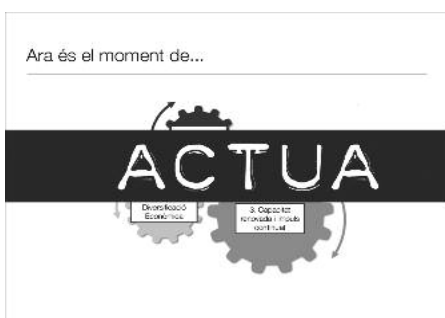 Ara és el moment de...
ACTUA
Diversificació
Econòmica
3. Capacitat
renovada i impuls
continuat